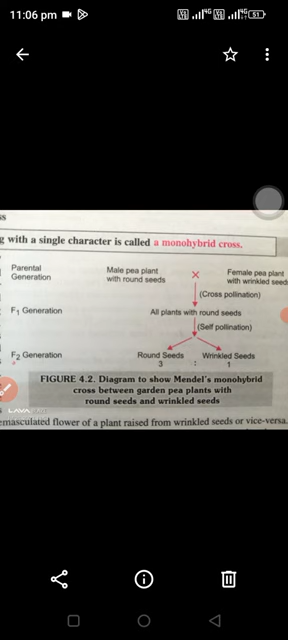 11:06 pm
51
ss
g with a single character is called a monohybrid cross.
Parental Generation
Male pea plant with round seeds
×
Female pea plant with wrinkled seeds
(Cross pollination)
F₁ Generation
All plants with round seeds
(Self pollination)
F₂ Generation
Round Seeds
Wrinkled Seeds
3 : 1
FIGURE 4.2. Diagram to show Mendel's monohybrid
cross between garden pea plants with
round seeds and wrinkled seeds
LAVA
emasculated flower of a plant raised from wrinkled seeds or vice-versa.